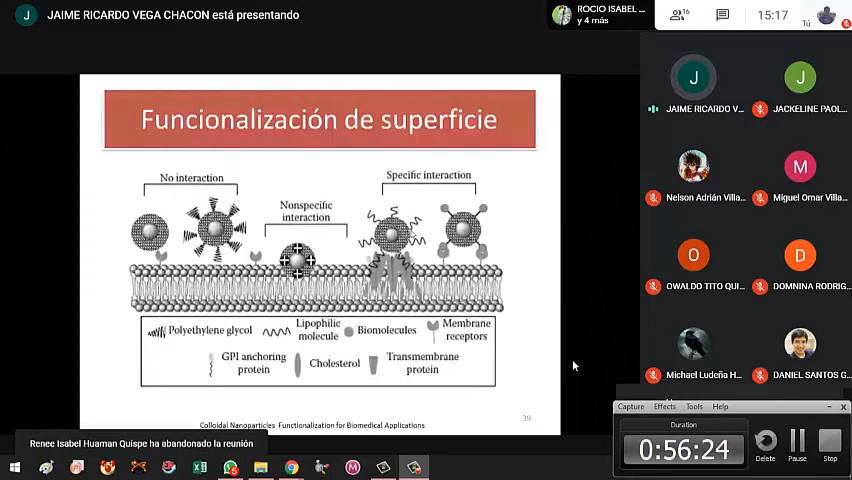 J JAIME RICARDO VEGA CHACON está presentando
ROCIO ISABEL ...
y 4 más
16
15:17
Tú
Funcionalización de superficie
No interaction
Nonspecific
interaction
Specific interaction
Polyethylene glycol
Lipophilic
molecule
Biomolecules
Membrane
receptors
GPI anchoring
protein
Cholesterol
Transmembrane
protein
39
Colloidal Nanoparticles Functionalization for Biomedical Applications
J
JAIME RICARDO V...
J
JACKELINE PAOL...
Nelson Adrián Villa...
M
Miguel Omar Villa...
O
OWALDO TITO QUI...
D
DOMNINA RODRIG...
Michael Ludeña H...
DANIEL SANTOS G...
Capture Effects Tools Help
Duration
0:56:24
Delete
Pause
Stop
Renee Isabel Huaman Quispe ha abandonado la reunión